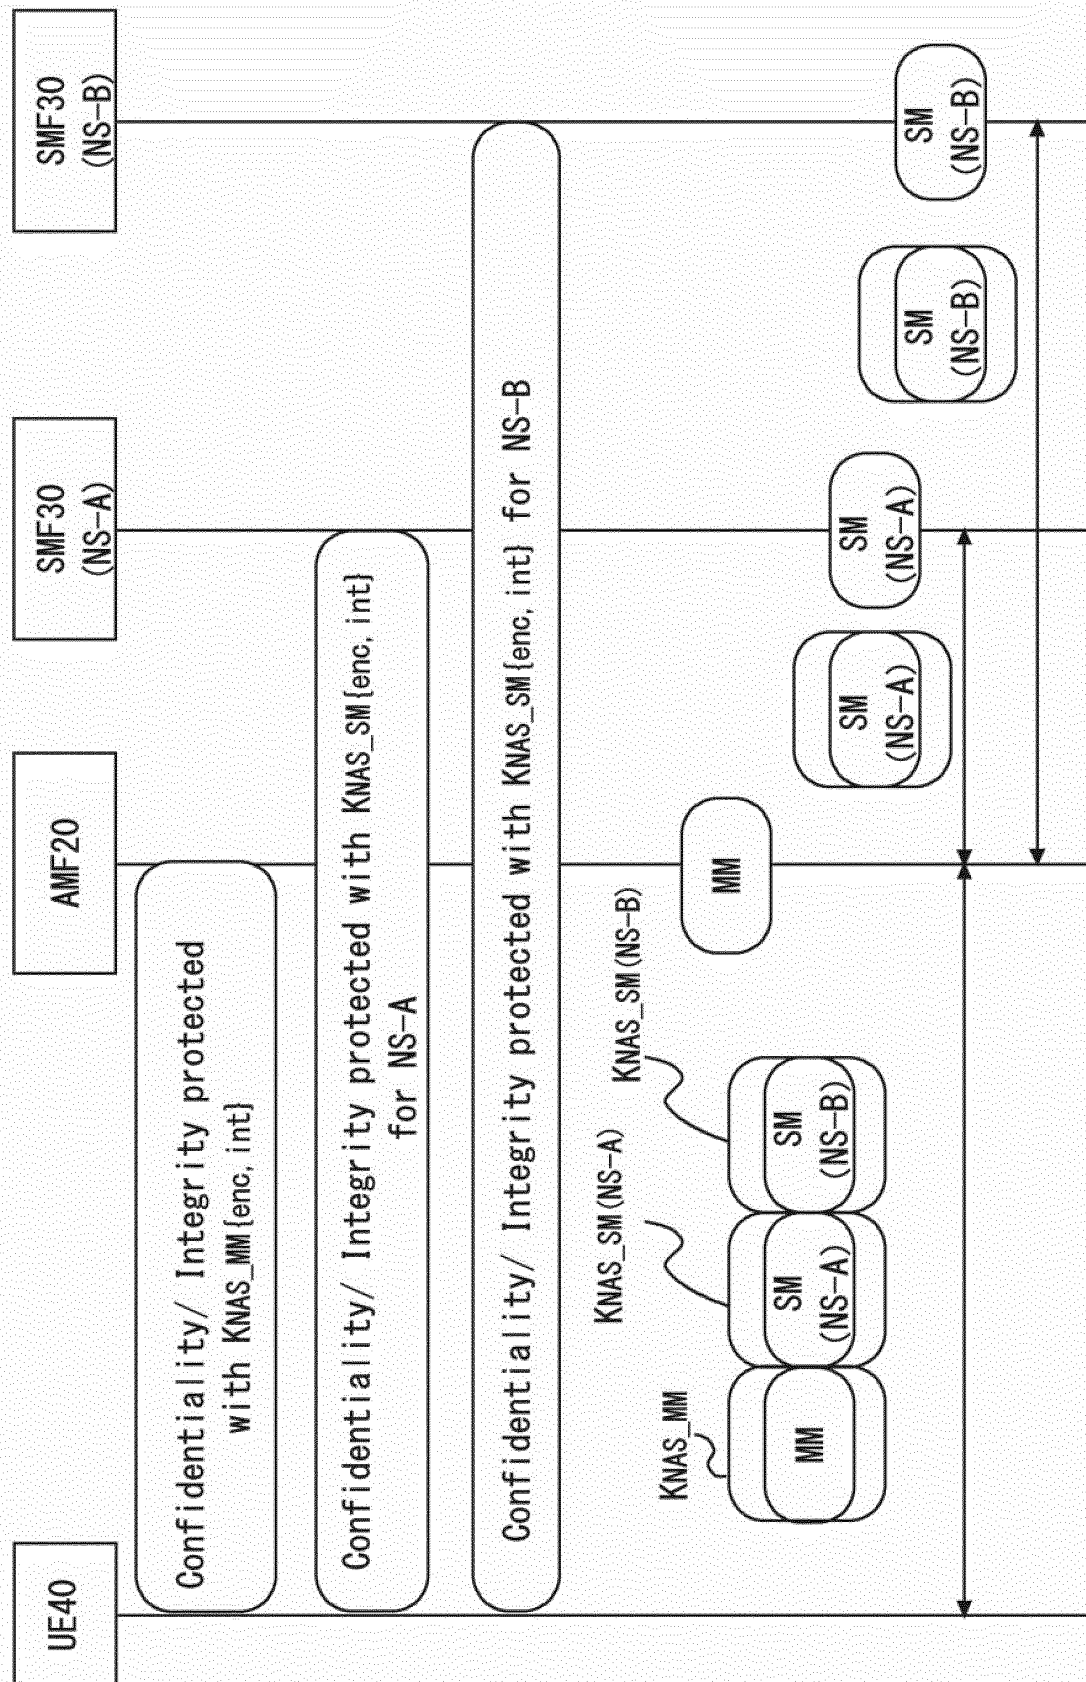 UE40
AMF20
SMF30
(NS-A)
SMF30
(NS-B)
Confidentiality/ Integrity protected
with KNAS_MM{enc, int}
Confidentiality/ Integrity protected with KNAS_SM{enc, int}
for NS-A
Confidentiality/ Integrity protected with KNAS_SM{enc, int} for NS-B
KNAS_MM
KNAS_SM(NS-A)
KNAS_SM(NS-B)
MM
SM
(NS-A)
SM
(NS-B)
MM
SM
(NS-A)
SM
(NS-A)
SM
(NS-B)
SM
(NS-B)